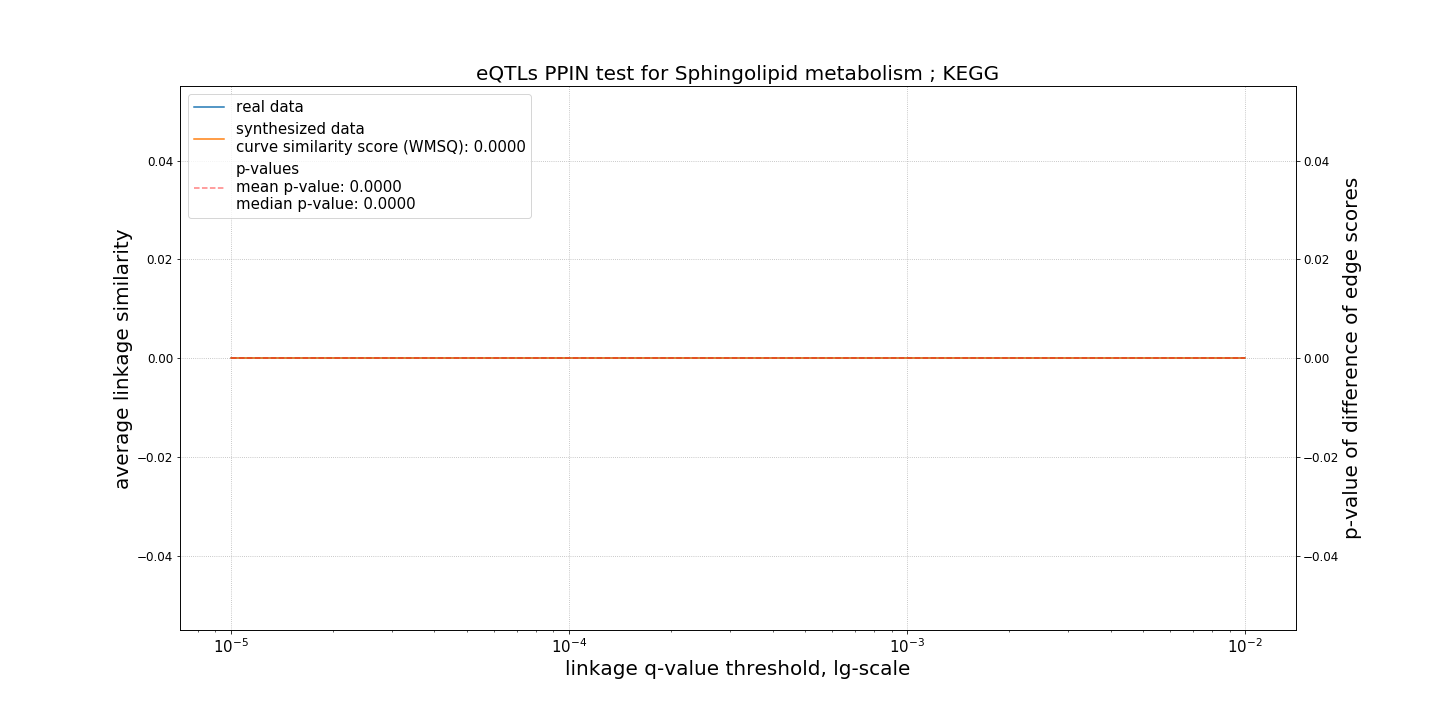 eQTLs PPIN test for Sphingolipid metabolism ; KEGG
real data
synthesized data
curve similarity score (WMSQ): 0.0000
p-values
mean p-value: 0.0000
median p-value: 0.0000
average linkage similarity
0.04
0.02
0.00
−0.02
−0.04
0.04
0.02
0.00
−0.02
−0.04
p-value of difference of edge scores
10⁻⁵ 10⁻⁴ 10⁻³ 10⁻²
linkage q-value threshold, lg-scale